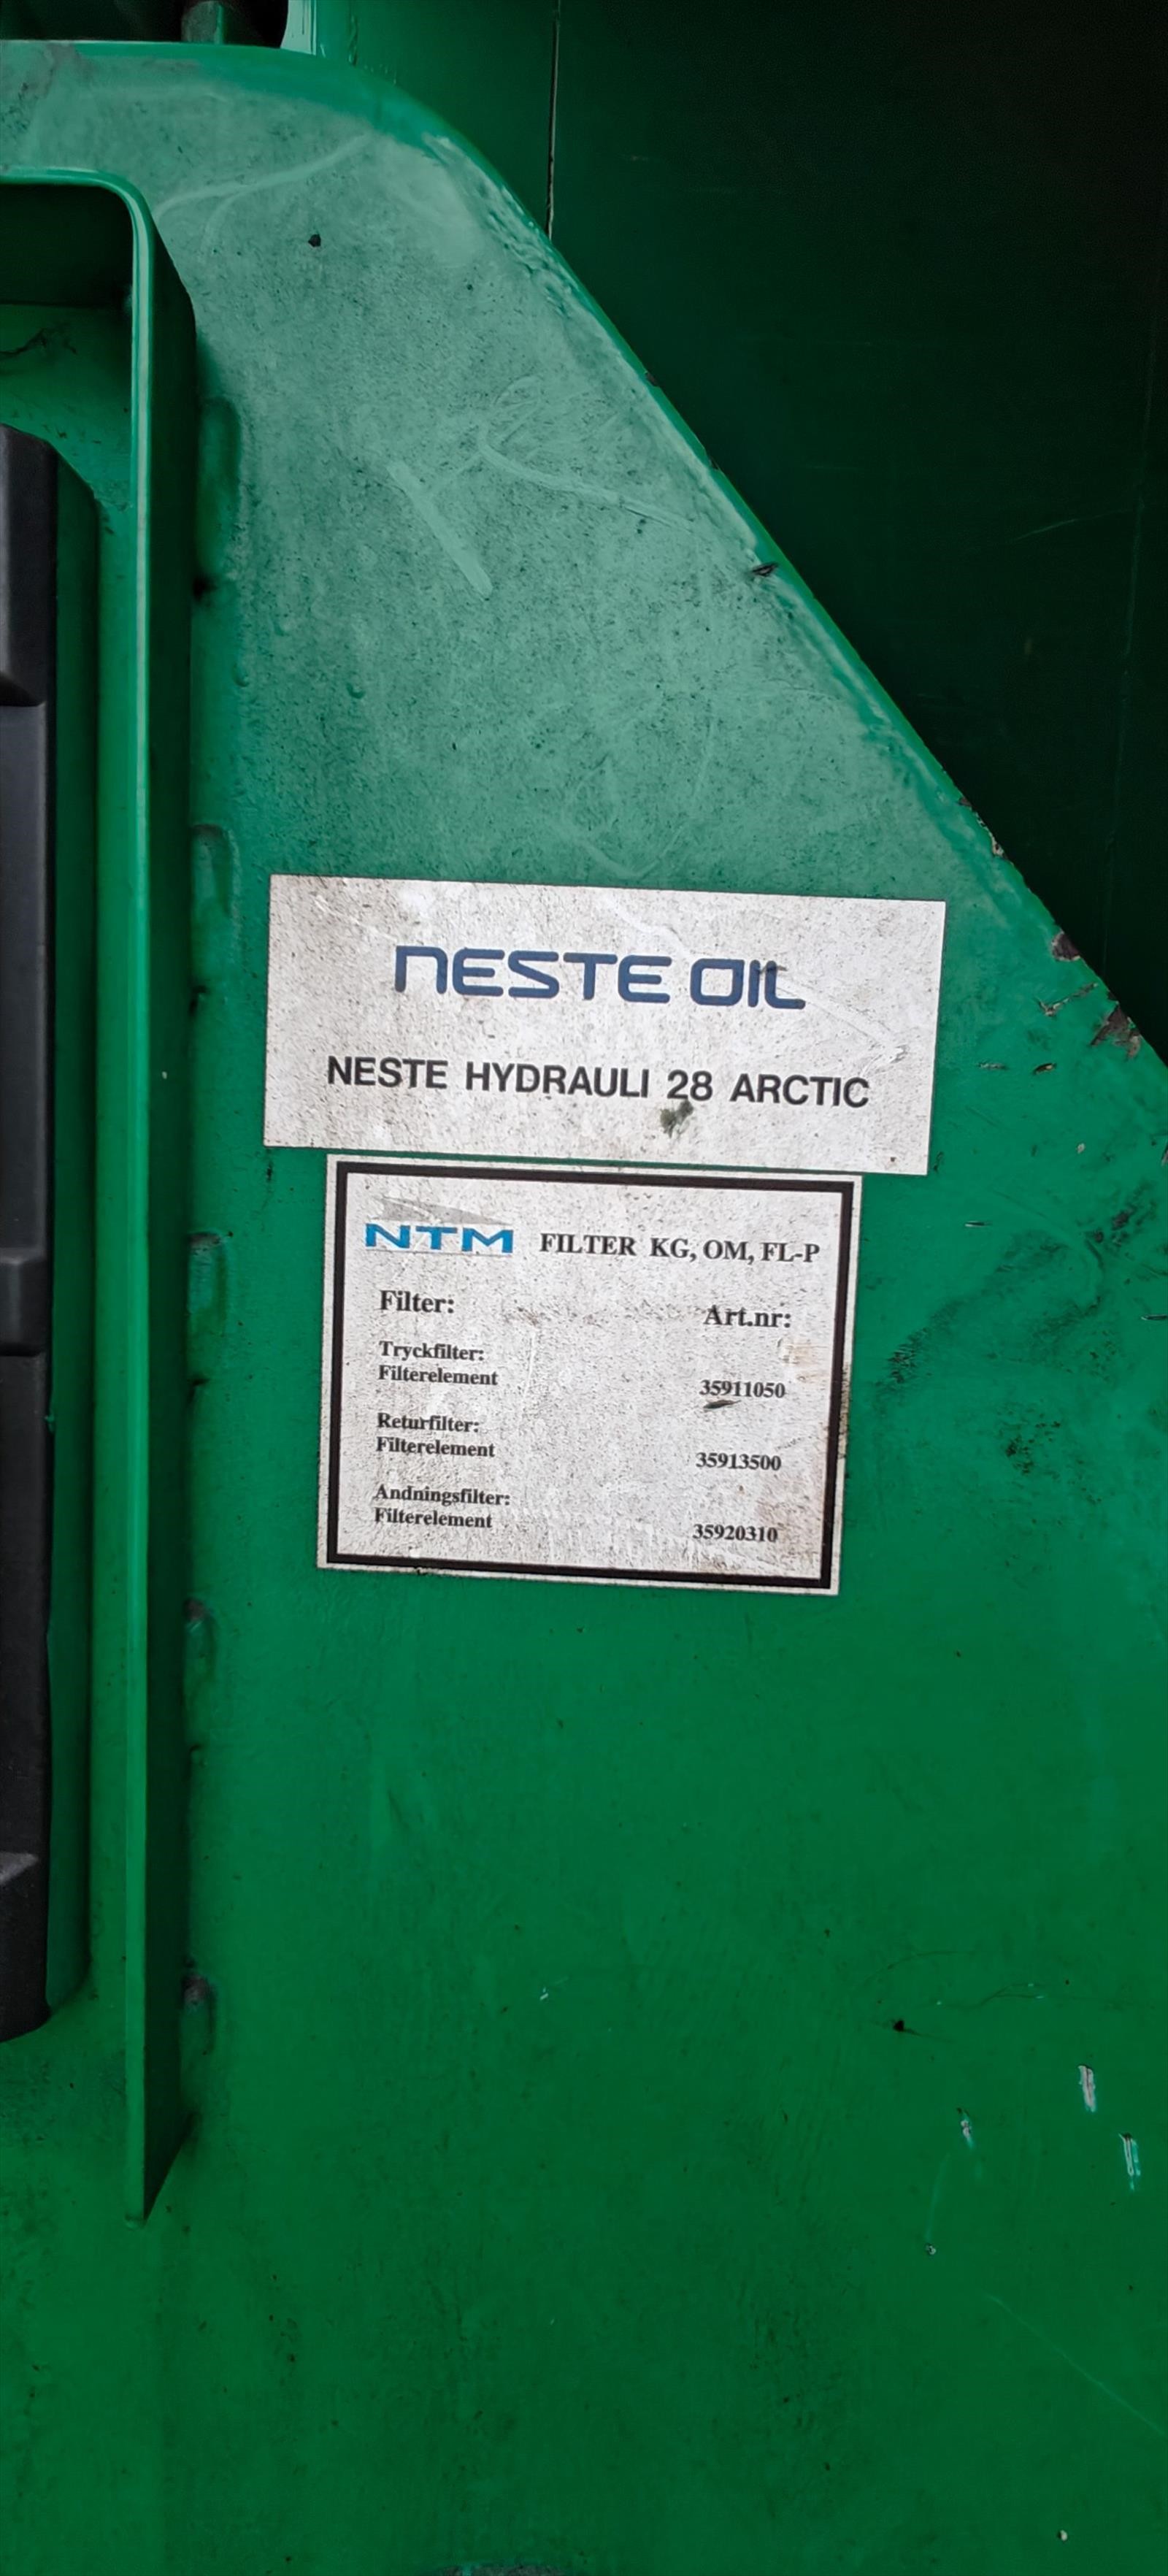 NESTE OIL
NESTE HYDRAULI 28 ARCTIC
NTM FILTER KG, OM, FL-P
Filter: Art.nr:
Tryckfilter:
Filterelement 35911050
Returfilter:
Filterelement 35913500
Andningsfilter:
Filterelement 35920310